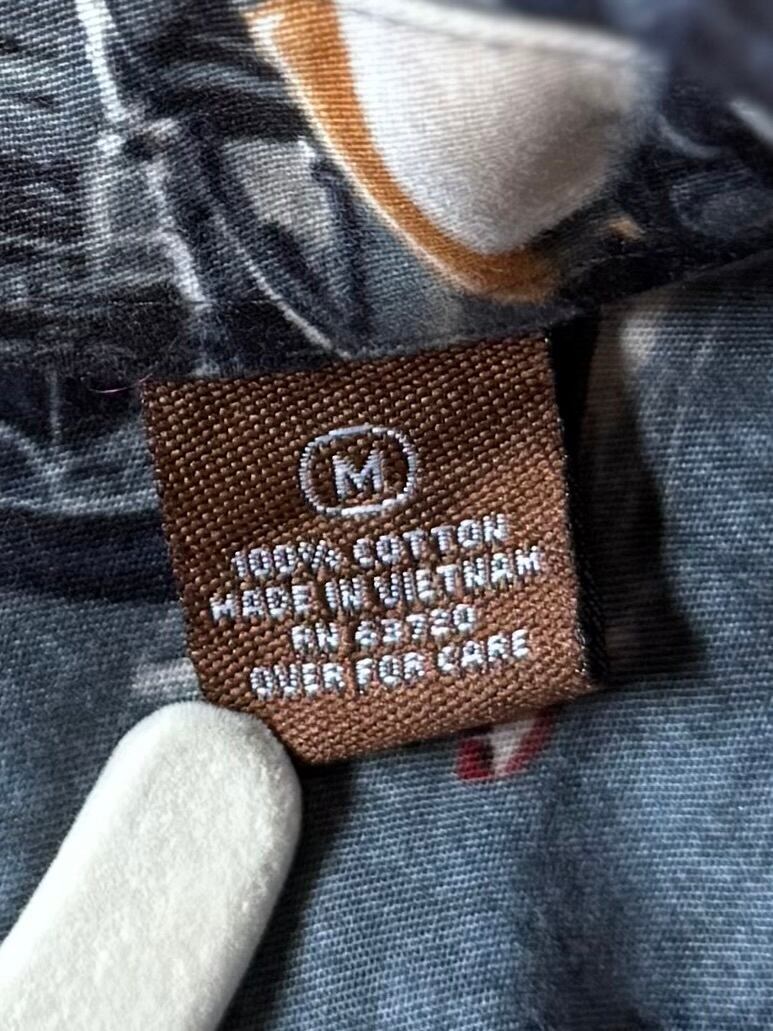 M
100% COTTON
MADE IN VIETNAM
RN
OVER FOR CARE